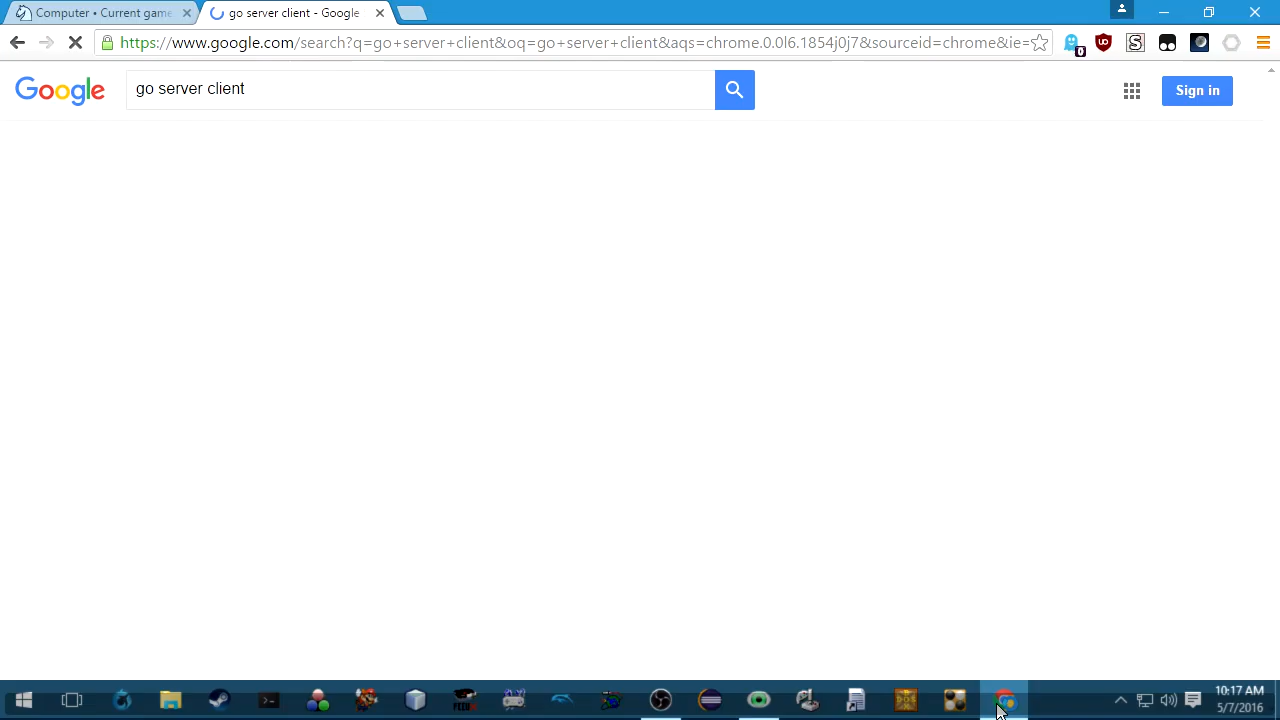 Computer • Current game
go server client - Google
https://www.google.com/search?q=go+server+client&oq=go+server+client&aqs=chrome.0.0l6.1854j0j7&sourceid=chrome&ie=
Google
go server client
Sign in
10:17 AM
5/7/2016